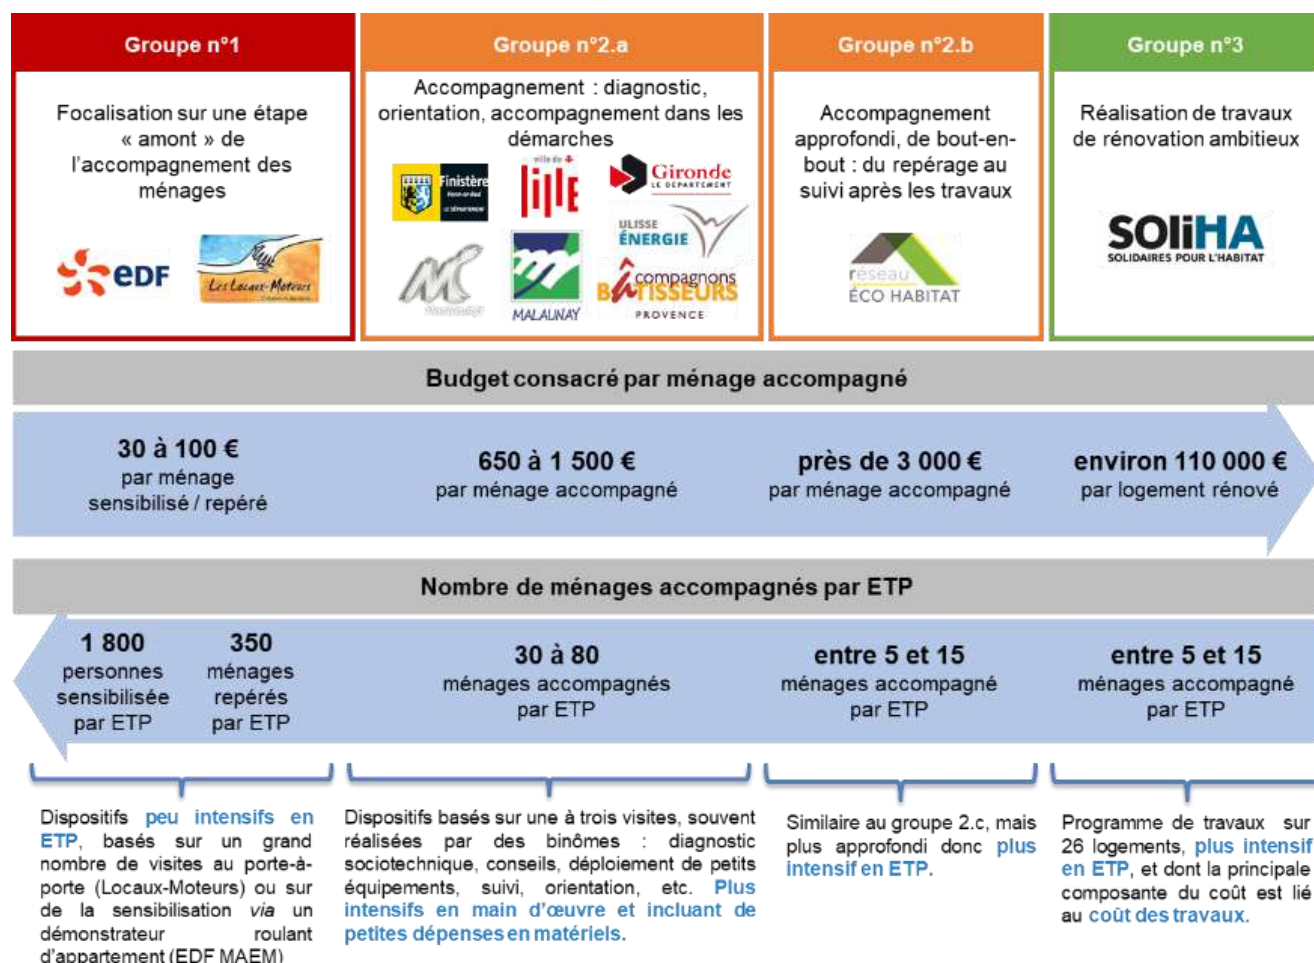 Groupe n°1
Focalisation sur une étape
« amont » de
l'accompagnement des
ménages
eDF
Les Locaux-Moteurs
Groupe n°2.a
Accompagnement : diagnostic,
orientation, accompagnement dans les
démarches
Finistère
LE DÉPARTEMENT
ville de
lille
Gironde
LE DEPARTEMENT
ULISSE
ÉNERGIE
MALAUNAY
compagnons
BÂTISSEURS
PROVENCE
Groupe n°2.b
Accompagnement
approfondi, de bout-en-
bout : du repérage au
suivi après les travaux
réseau
ÉCO HABITAT
Groupe n°3
Réalisation de travaux
de rénovation ambitieux
SOLiHA
SOLIDAIRES POUR L'HABITAT
Budget consacré par ménage accompagné
30 à 100 €
par ménage
sensibilisé / repéré
650 à 1 500 €
par ménage accompagné
près de 3 000 €
par ménage accompagné
environ 110 000 €
par logement rénové
Nombre de ménages accompagnés par ETP
1 800
personnes
sensibilisée
par ETP
350
ménages
repérés
par ETP
30 à 80
ménages accompagnés
par ETP
entre 5 et 15
ménages accompagné
par ETP
entre 5 et 15
ménages accompagné
par ETP
Dispositifs peu intensifs en
ETP, basés sur un grand
nombre de visites au porte-à-
porte (Locaux-Moteurs) ou sur
de la sensibilisation via un
démonstrateur roulant
d'appartement (EDF MAEM)
Dispositifs basés sur une à trois visites, souvent
réalisées par des binômes : diagnostic
sociotechnique, conseils, déploiement de petits
équipements, suivi, orientation, etc. Plus
intensifs en main d'œuvre et incluant de
petites dépenses en matériels.
Similaire au groupe 2.c, mais
plus approfondi donc plus
intensif en ETP.
Programme de travaux sur
26 logements, plus intensif
en ETP, et dont la principale
composante du coût est lié
au coût des travaux.